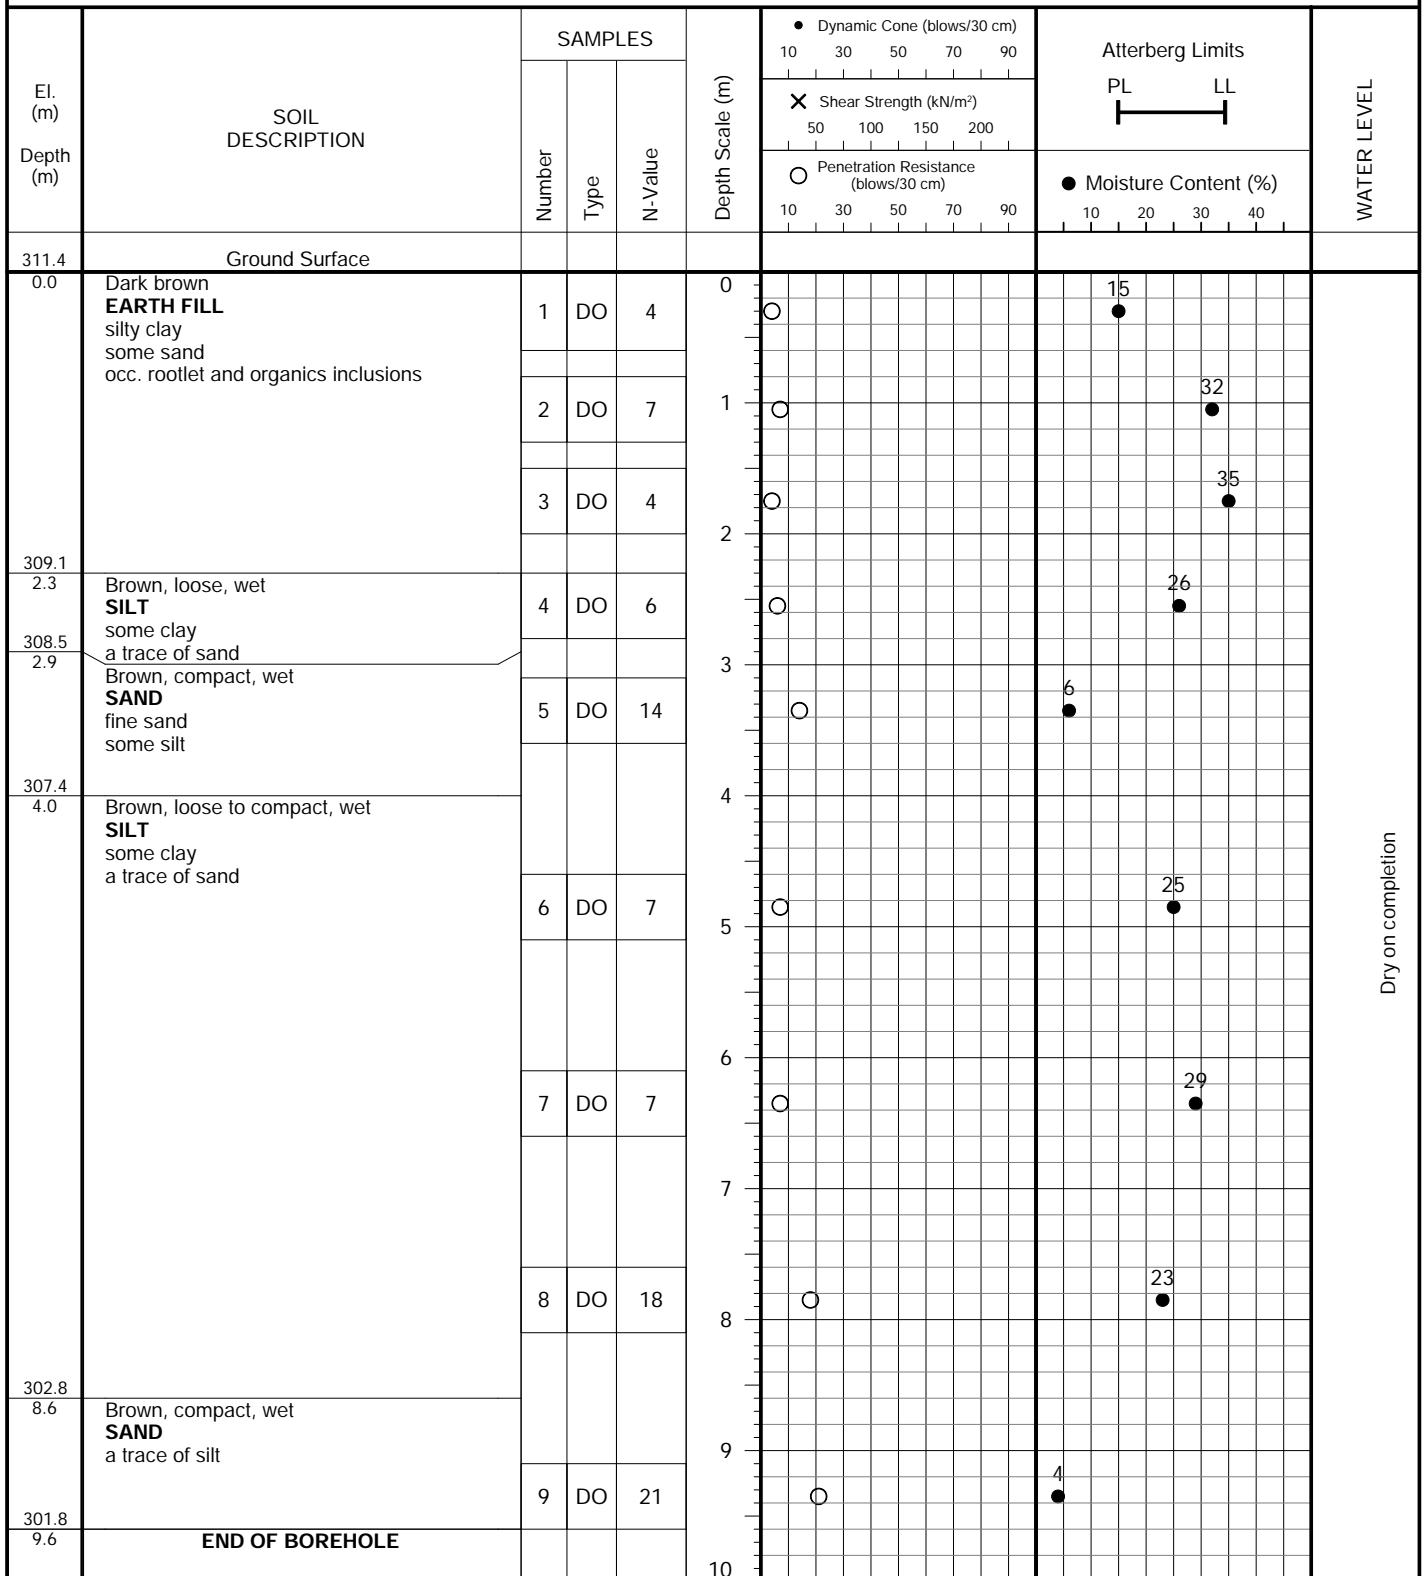 El.
(m)
Depth
(m)
SOIL
DESCRIPTION
SAMPLES
Number
Type
N-Value
Depth Scale (m)
● Dynamic Cone (blows/30 cm)
10 30 50 70 90
✕ Shear Strength (kN/m²)
50 100 150 200
○ Penetration Resistance
(blows/30 cm)
10 30 50 70 90
Atterberg Limits
PL LL
● Moisture Content (%)
10 20 30 40
WATER LEVEL
311.4 Ground Surface
0.0 Dark brown
EARTH FILL
silty clay
some sand
occ. rootlet and organics inclusions
1 DO 4
0
15
2 DO 7
1
32
3 DO 4
35
2
309.1
2.3 Brown, loose, wet
SILT
some clay
a trace of sand
4 DO 6
26
308.5
2.9 Brown, compact, wet
SAND
fine sand
some silt
3
5 DO 14
6
307.4
4.0 Brown, loose to compact, wet
SILT
some clay
a trace of sand
4
6 DO 7
25
5
Dry on completion
6
7 DO 7
29
7
8 DO 18
23
8
302.8
8.6 Brown, compact, wet
SAND
a trace of silt
9
9 DO 21
4
301.8
9.6 END OF BOREHOLE
10